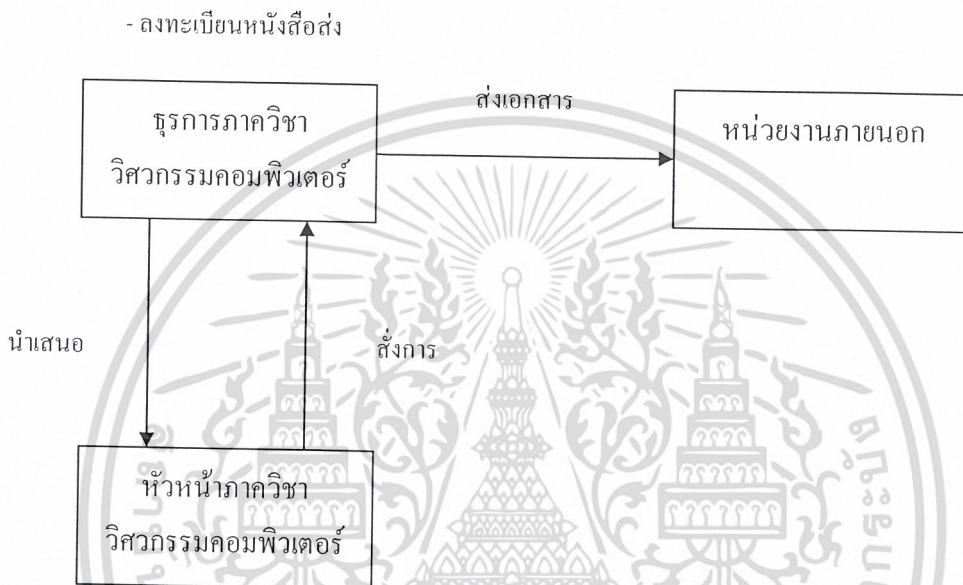 - ลงทะเบียนหนังสือส่ง
ส่งเอกสาร
ธุรการภาควิชา
วิศวกรรมคอมพิวเตอร์
หน่วยงานภายนอก
นำเสนอ
สั่งการ
หัวหน้าภาควิชา
วิศวกรรมคอมพิวเตอร์